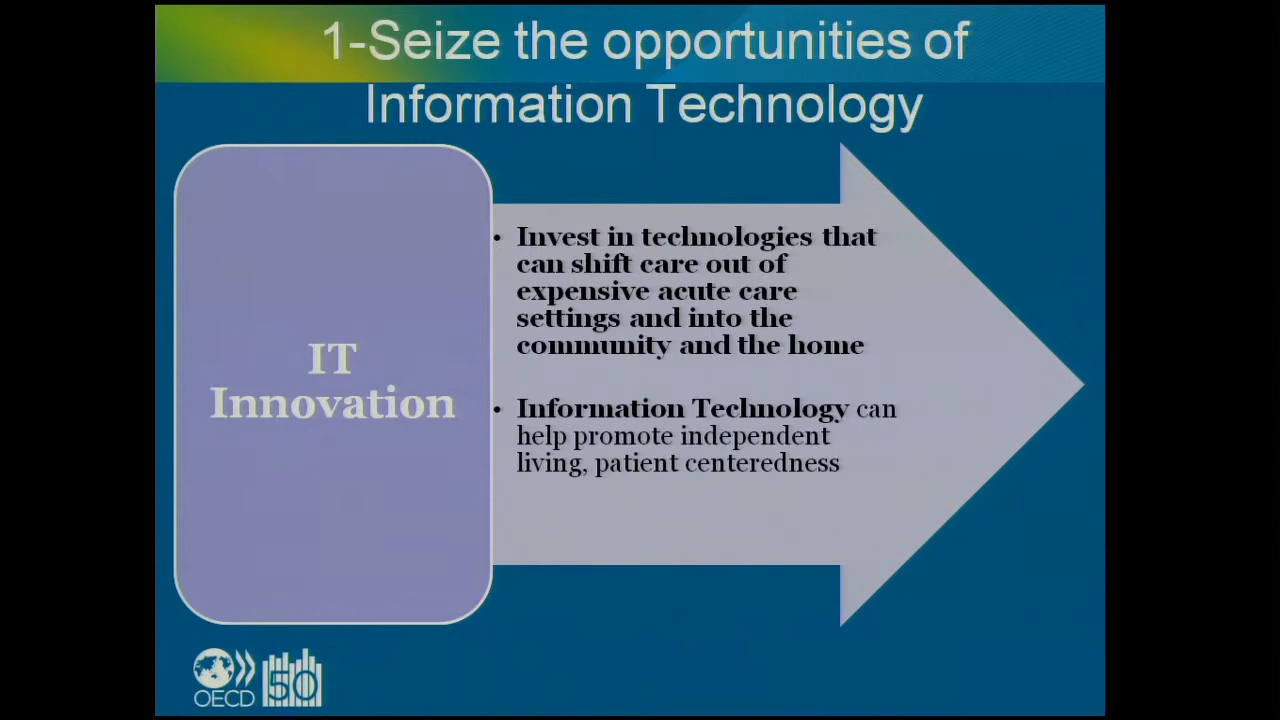 1-Seize the opportunities of
Information Technology
IT
Innovation
• Invest in technologies that
can shift care out of
expensive acute care
settings and into the
community and the home
• Information Technology can
help promote independent
living, patient centeredness
OECD 50